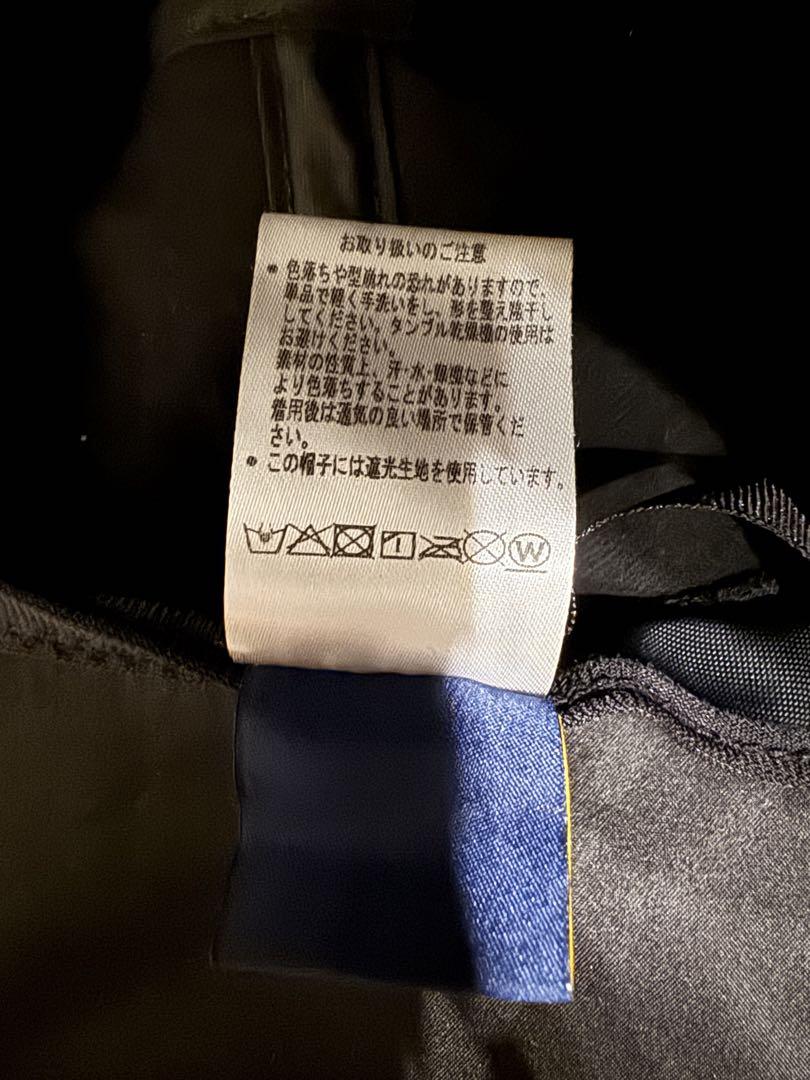 お取り扱いのご注意
● 色落ちや型崩れの恐れがありますので、
単品で軽く手洗いをし、形を整え陰干し
してください。タンブル乾燥機の使用は
お避けください。
素材の性質上、汗・水・摩擦などに
より色落ちすることがあります。
着用後は通気の良い場所で保管くだ
さい。
● この帽子には遮光生地を使用しています。
W